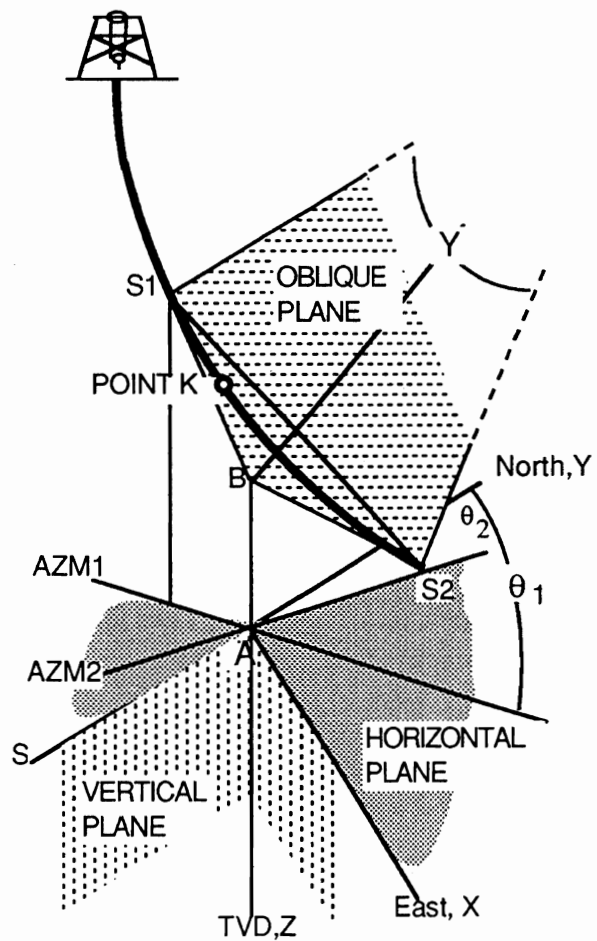 S1
OBLIQUE
PLANE
Y
POINT K
B
North,Y
θ2
AZM1
S2
θ1
A
AZM2
S
HORIZONTAL
PLANE
VERTICAL
PLANE
East, X
TVD,Z